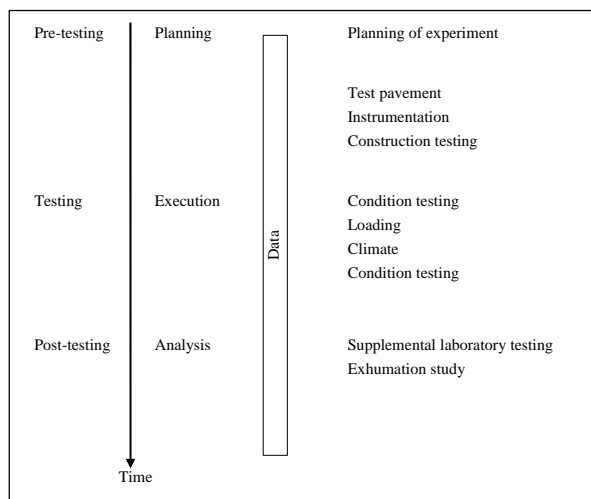 Pre-testing Planning Planning of experiment
Test pavement
Instrumentation
Construction testing
Testing Execution Condition testing
Loading
Data
Climate
Condition testing
Post-testing Analysis Supplemental laboratory testing
Exhumation study
Time